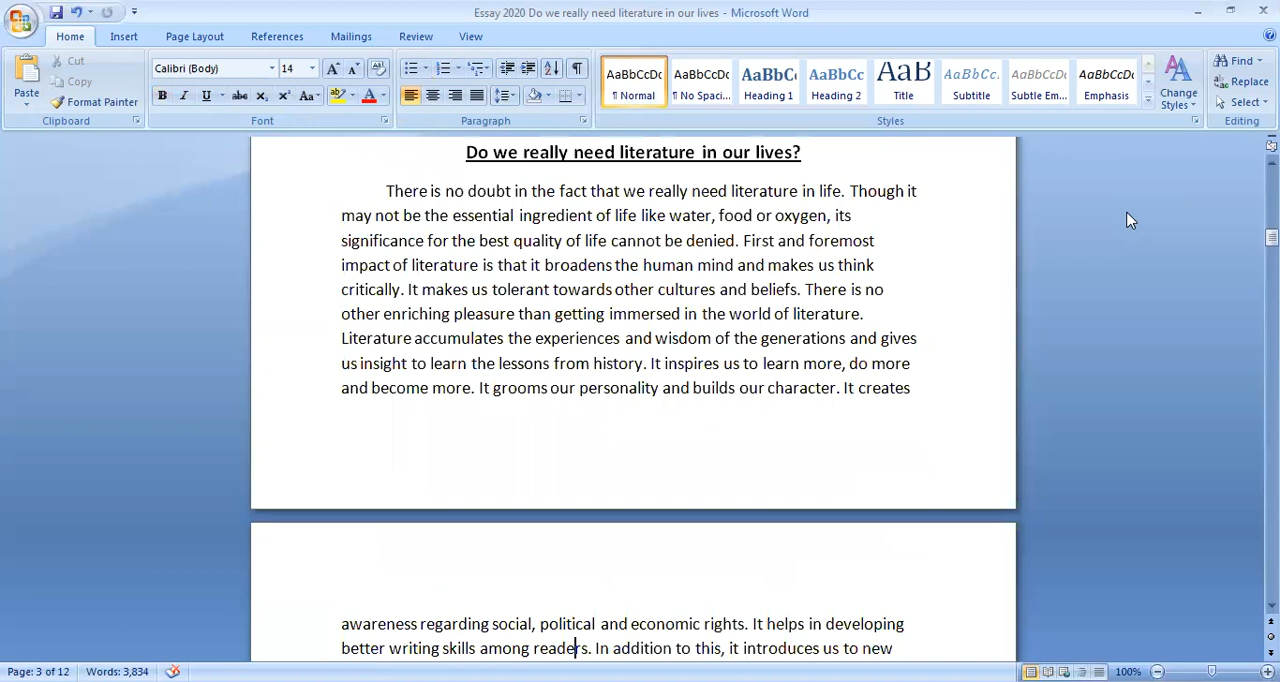 Essay 2020 Do we really need literature in our lives - Microsoft Word
Home Insert Page Layout References Mailings Review View
Cut
Copy
Format Painter
Paste
Clipboard
Calibri (Body) 14
Font
Paragraph
AaBbCcDc AaBbCcDc AaBbC AaBbCc AaB AaBbCc. AaBbCcDc AaBbCcDc
¶ Normal ¶ No Spaci... Heading 1 Heading 2 Title Subtitle Subtle Em... Emphasis
Styles
Change Styles
Find
Replace
Select
Editing
Do we really need literature in our lives?
There is no doubt in the fact that we really need literature in life. Though it
may not be the essential ingredient of life like water, food or oxygen, its
significance for the best quality of life cannot be denied. First and foremost
impact of literature is that it broadens the human mind and makes us think
critically. It makes us tolerant towards other cultures and beliefs. There is no
other enriching pleasure than getting immersed in the world of literature.
Literature accumulates the experiences and wisdom of the generations and gives
us insight to learn the lessons from history. It inspires us to learn more, do more
and become more. It grooms our personality and builds our character. It creates
awareness regarding social, political and economic rights. It helps in developing
better writing skills among readers. In addition to this, it introduces us to new
Page: 3 of 12 Words: 3,834 100%